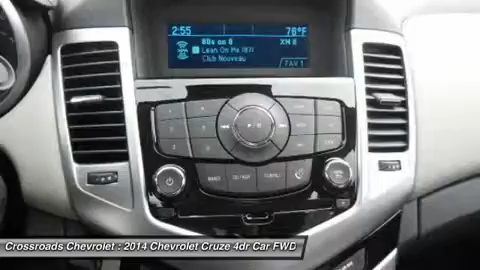 2:55 76°F
80s on 8 XM 8
Lean On Me (87)
Club Nouveau
FAV 1
Crossroads Chevrolet : 2014 Chevrolet Cruze 4dr Car FWD